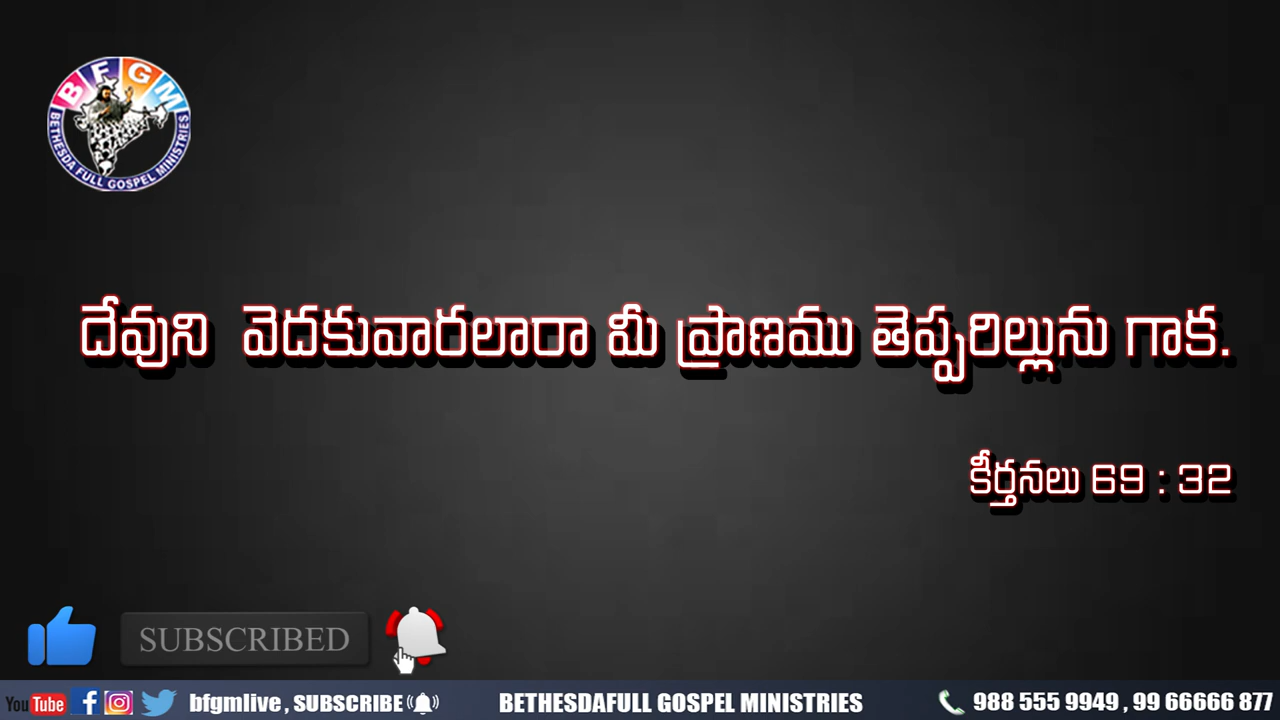 BFGM
BETHESDA FULL GOSPEL MINISTRIES
దేవుని వెదకువారలారా మీ ప్రాణము తెప్పరిల్లును గాక.
కీర్తనలు 69 : 32
SUBSCRIBED
YouTube bfgmlive , SUBSCRIBE BETHESDAFULL GOSPEL MINISTRIES 988 555 9949 , 99 66666 877